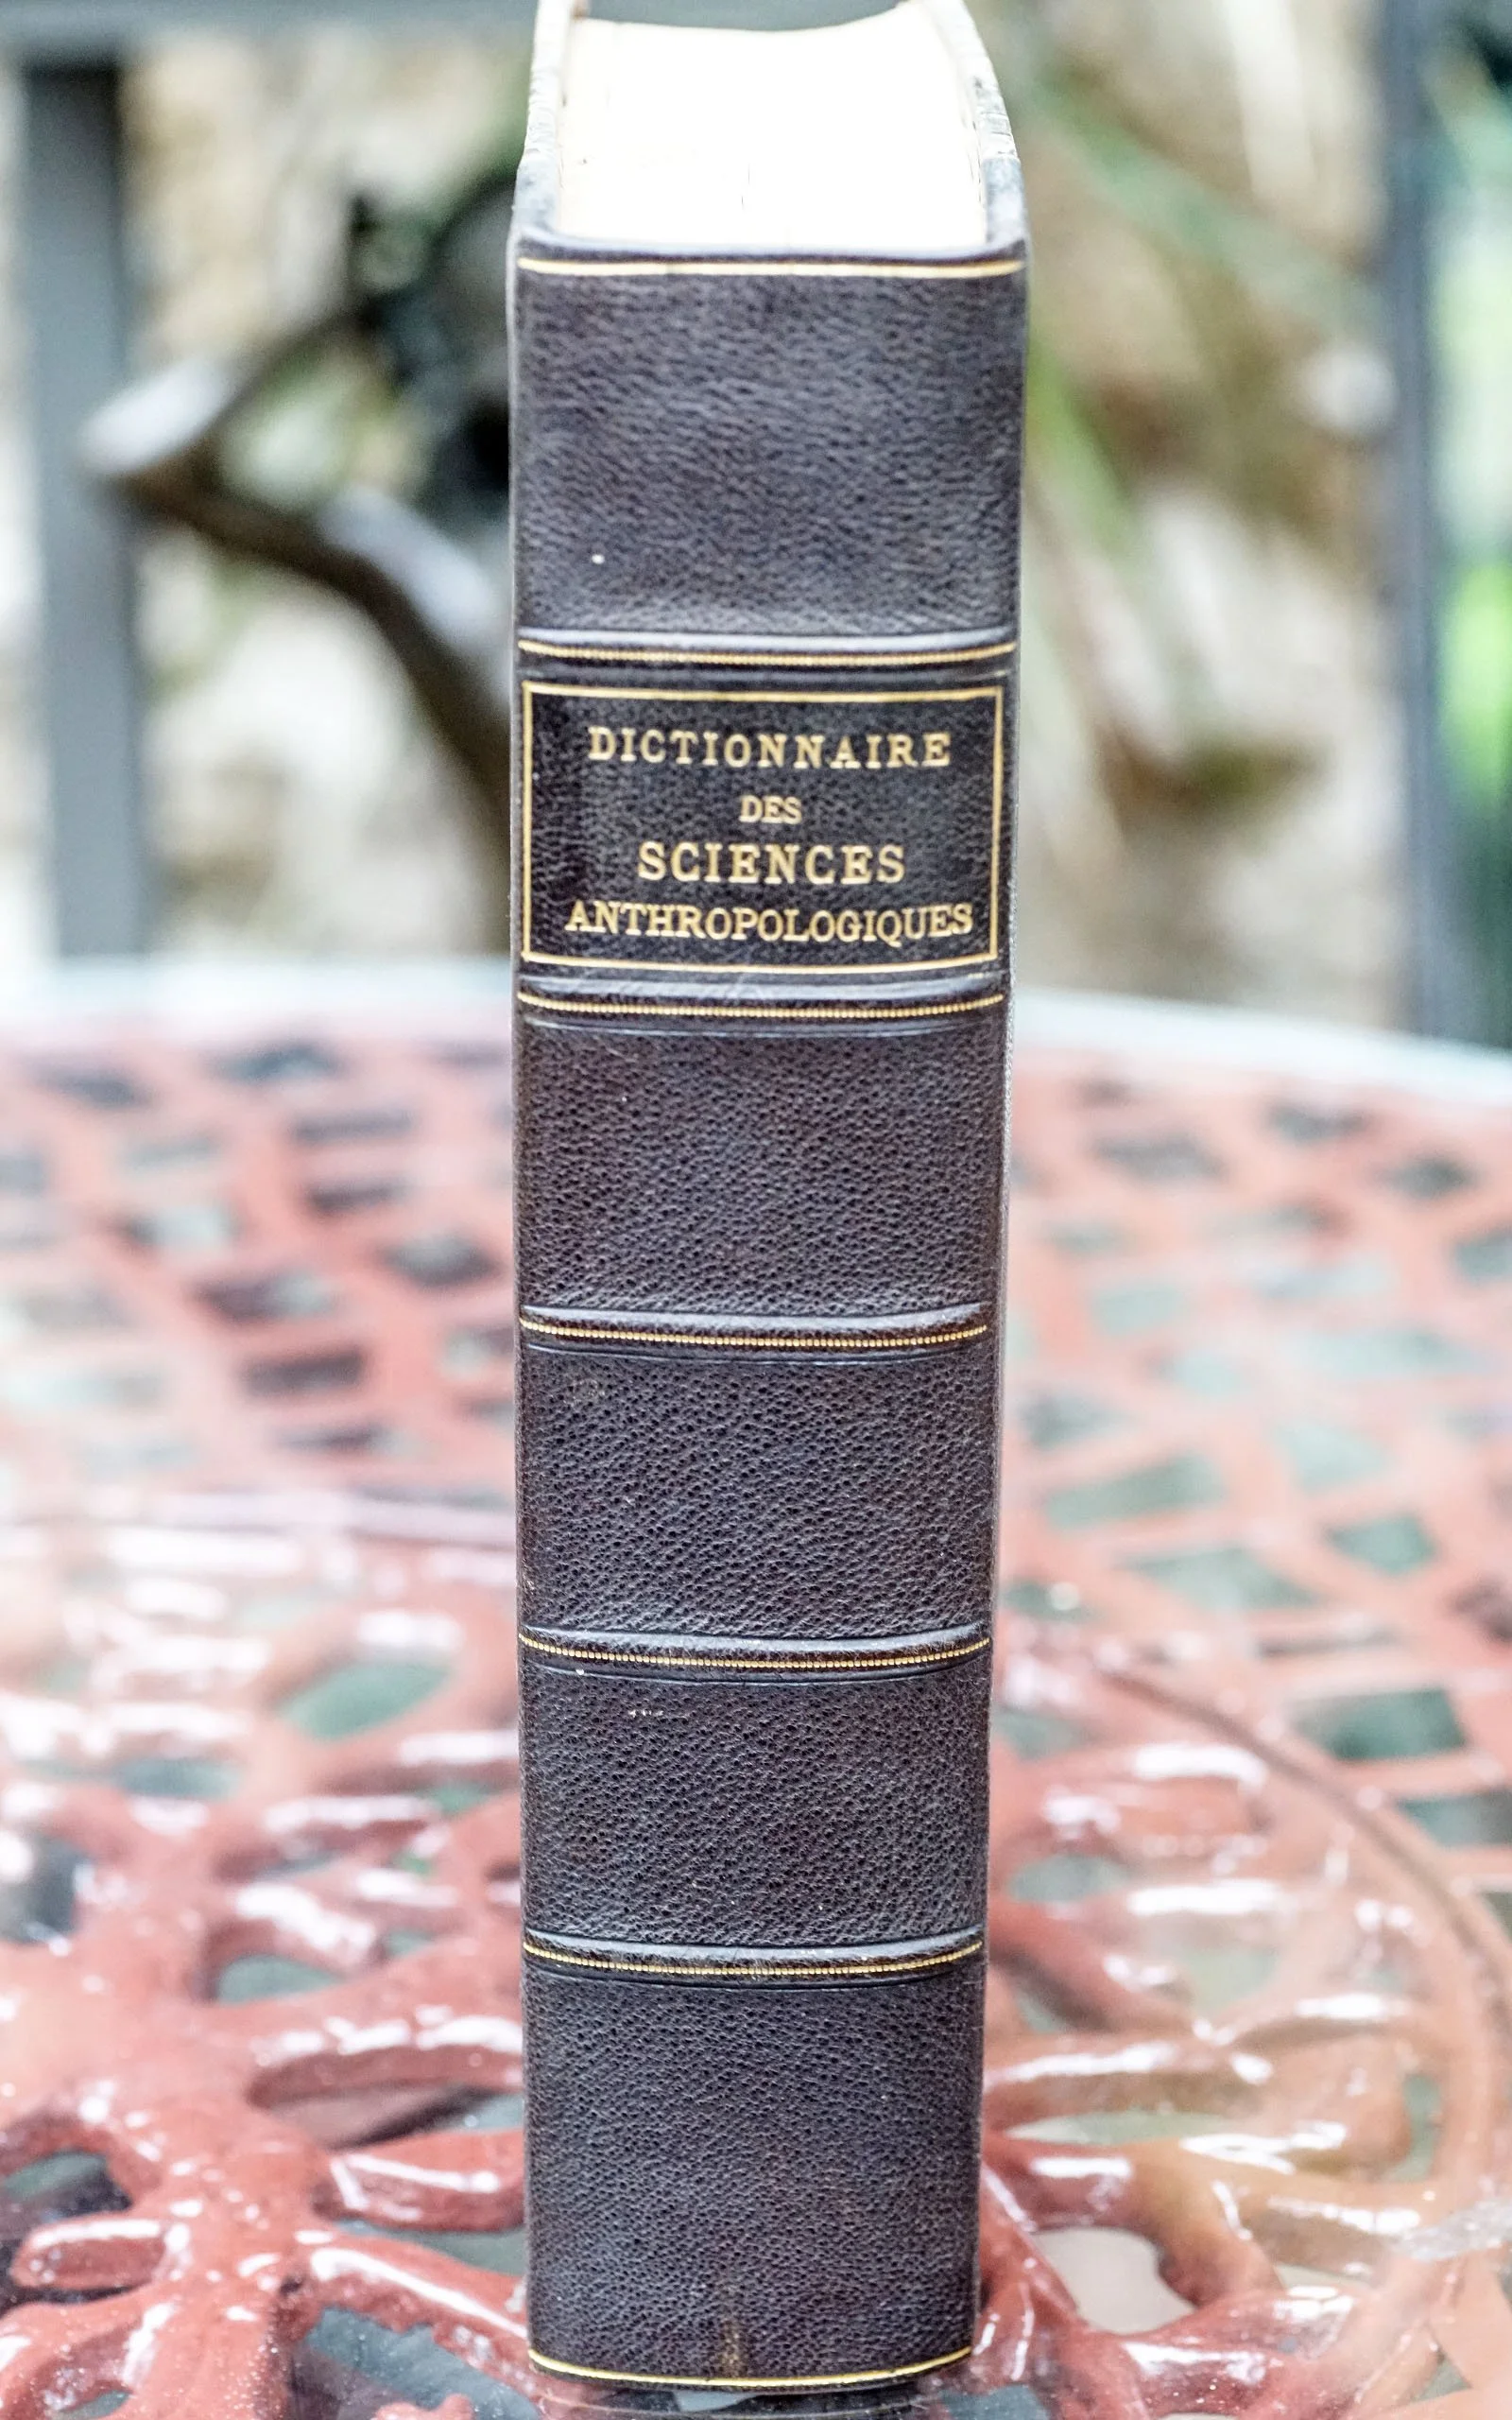 DICTIONNAIRE
DES
SCIENCES
ANTHROPOLOGIQUES